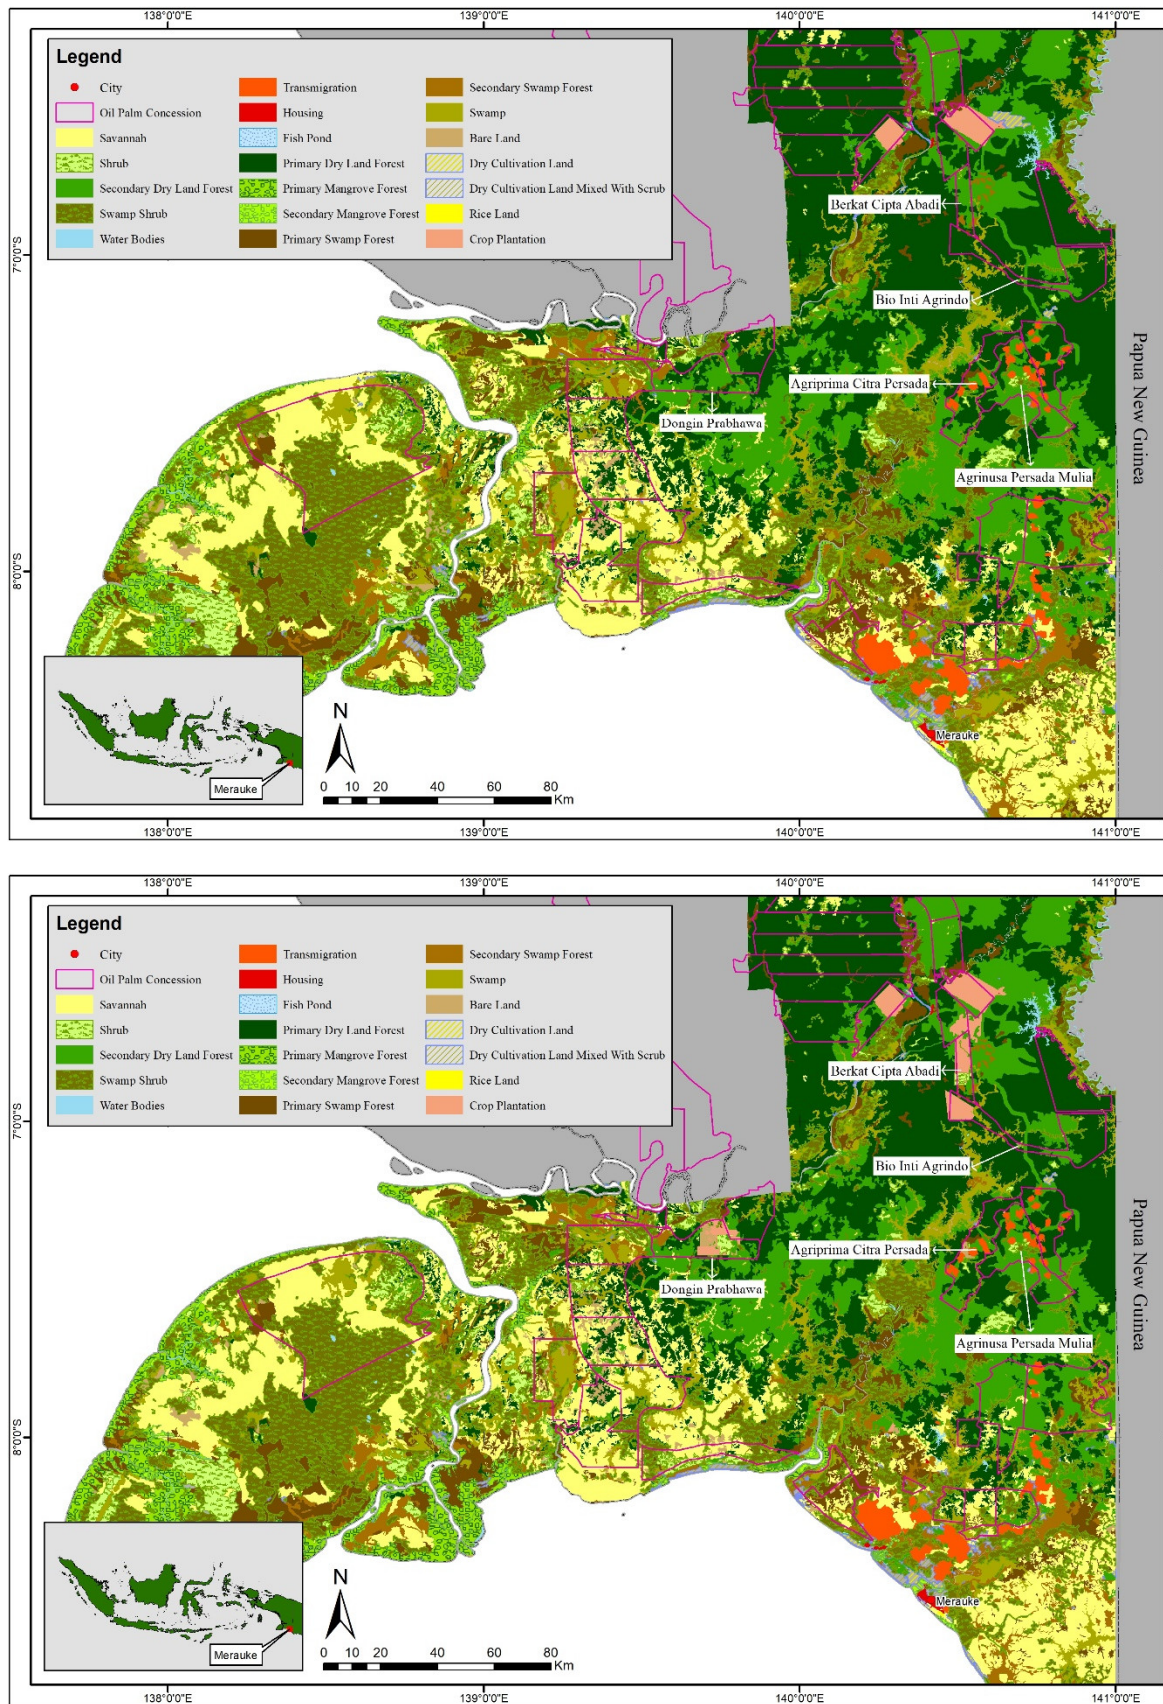 138°0'0"E 139°0'0"E 140°0'0"E 141°0'0"E
Legend
City
Oil Palm Concession
Savannah
Shrub
Secondary Dry Land Forest
Swamp Shrub
Water Bodies
Transmigration
Housing
Fish Pond
Primary Dry Land Forest
Primary Mangrove Forest
Secondary Mangrove Forest
Primary Swamp Forest
Secondary Swamp Forest
Swamp
Bare Land
Dry Cultivation Land
Dry Cultivation Land Mixed With Scrub
Rice Land
Crop Plantation
Berkat Cipta Abadi
7°0'0"S
Bio Inti Agrindo
Papua New Guinea
Agriprima Citra Persada
Dongin Prabhawa
Agrinusa Persada Mulia
8°0'0"S
Merauke
N
Merauke
0 10 20 40 60 80
Km
138°0'0"E 139°0'0"E 140°0'0"E 141°0'0"E
138°0'0"E 139°0'0"E 140°0'0"E 141°0'0"E
Legend
City
Oil Palm Concession
Savannah
Shrub
Secondary Dry Land Forest
Swamp Shrub
Water Bodies
Transmigration
Housing
Fish Pond
Primary Dry Land Forest
Primary Mangrove Forest
Secondary Mangrove Forest
Primary Swamp Forest
Secondary Swamp Forest
Swamp
Bare Land
Dry Cultivation Land
Dry Cultivation Land Mixed With Scrub
Rice Land
Crop Plantation
Berkat Cipta Abadi
7°0'0"S
Bio Inti Agrindo
Papua New Guinea
Agriprima Citra Persada
Dongin Prabhawa
Agrinusa Persada Mulia
8°0'0"S
Merauke
N
Merauke
0 10 20 40 60 80
Km
138°0'0"E 139°0'0"E 140°0'0"E 141°0'0"E